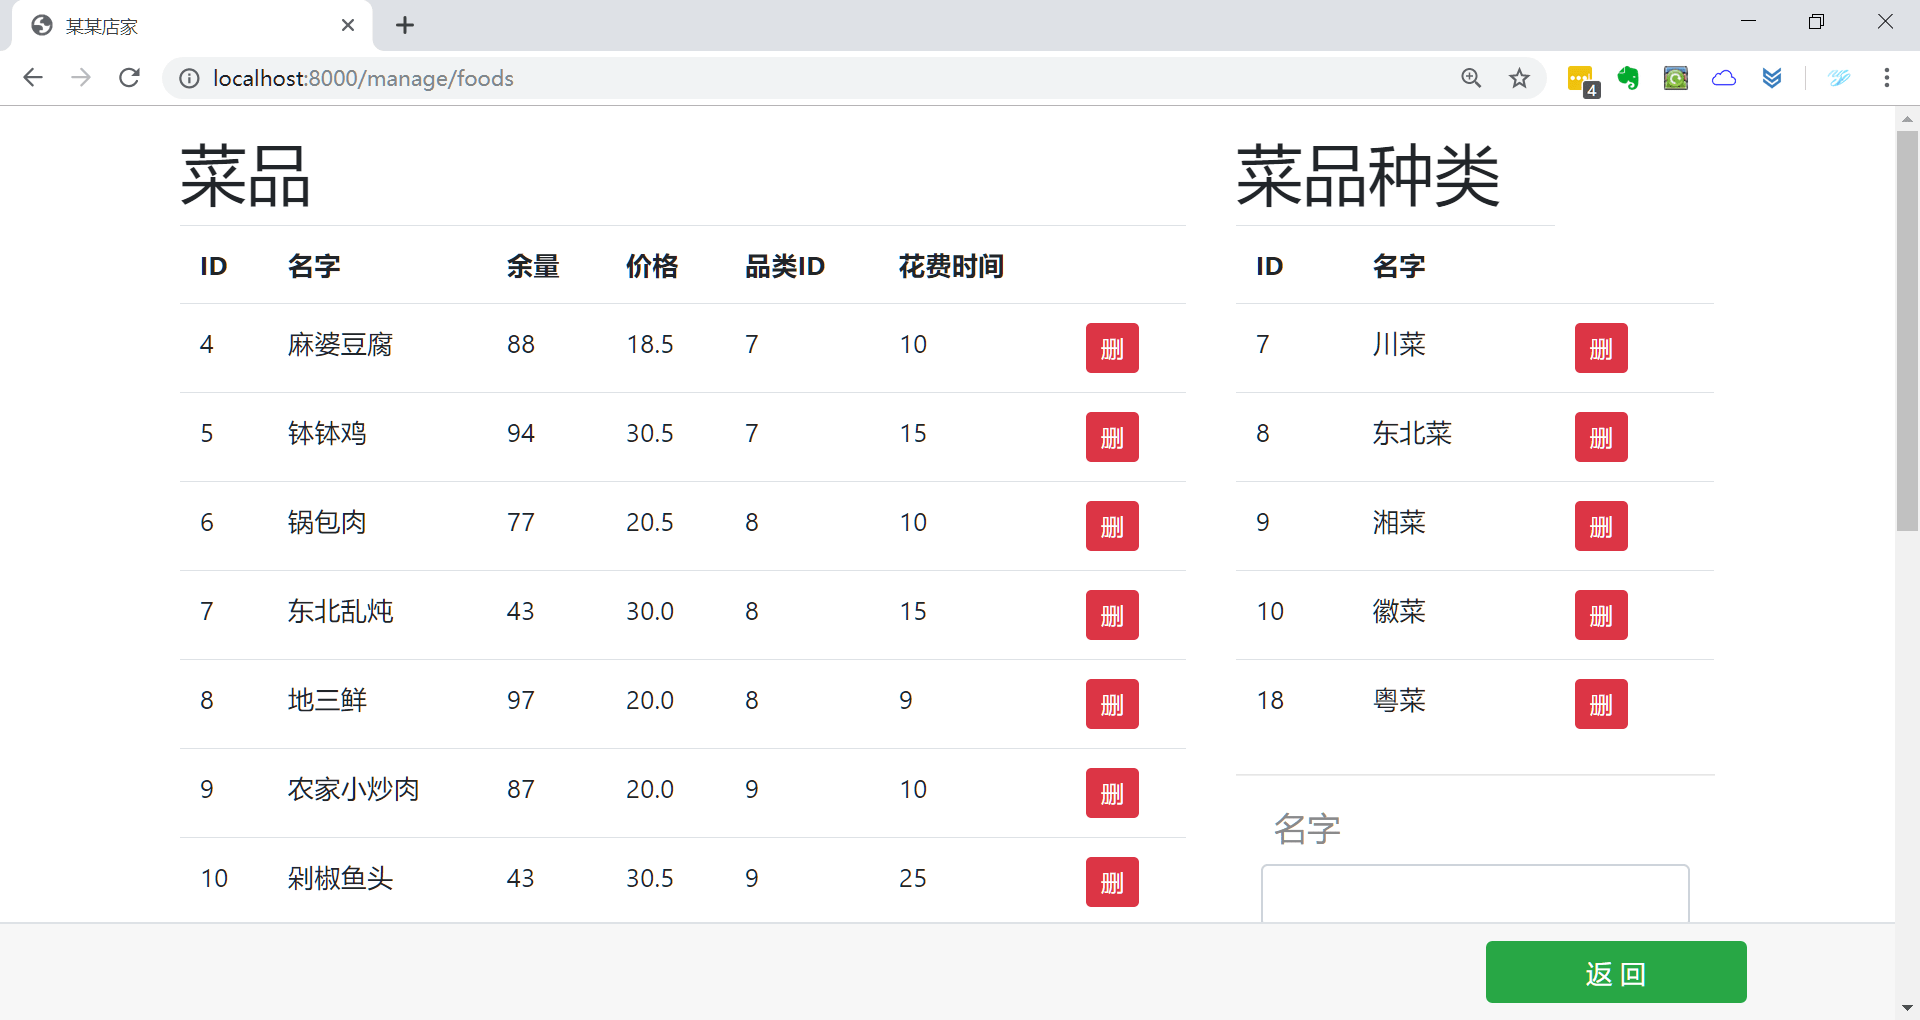 某某店家
localhost:8000/manage/foods
4
菜品
ID 名字 余量 价格 品类ID 花费时间
4 麻婆豆腐 88 18.5 7 10 删
5 钵钵鸡 94 30.5 7 15 删
6 锅包肉 77 20.5 8 10 删
7 东北乱炖 43 30.0 8 15 删
8 地三鲜 97 20.0 8 9 删
9 农家小炒肉 87 20.0 9 10 删
10 剁椒鱼头 43 30.5 9 25 删
菜品种类
ID 名字
7 川菜 删
8 东北菜 删
9 湘菜 删
10 徽菜 删
18 粤菜 删
名字
返 回